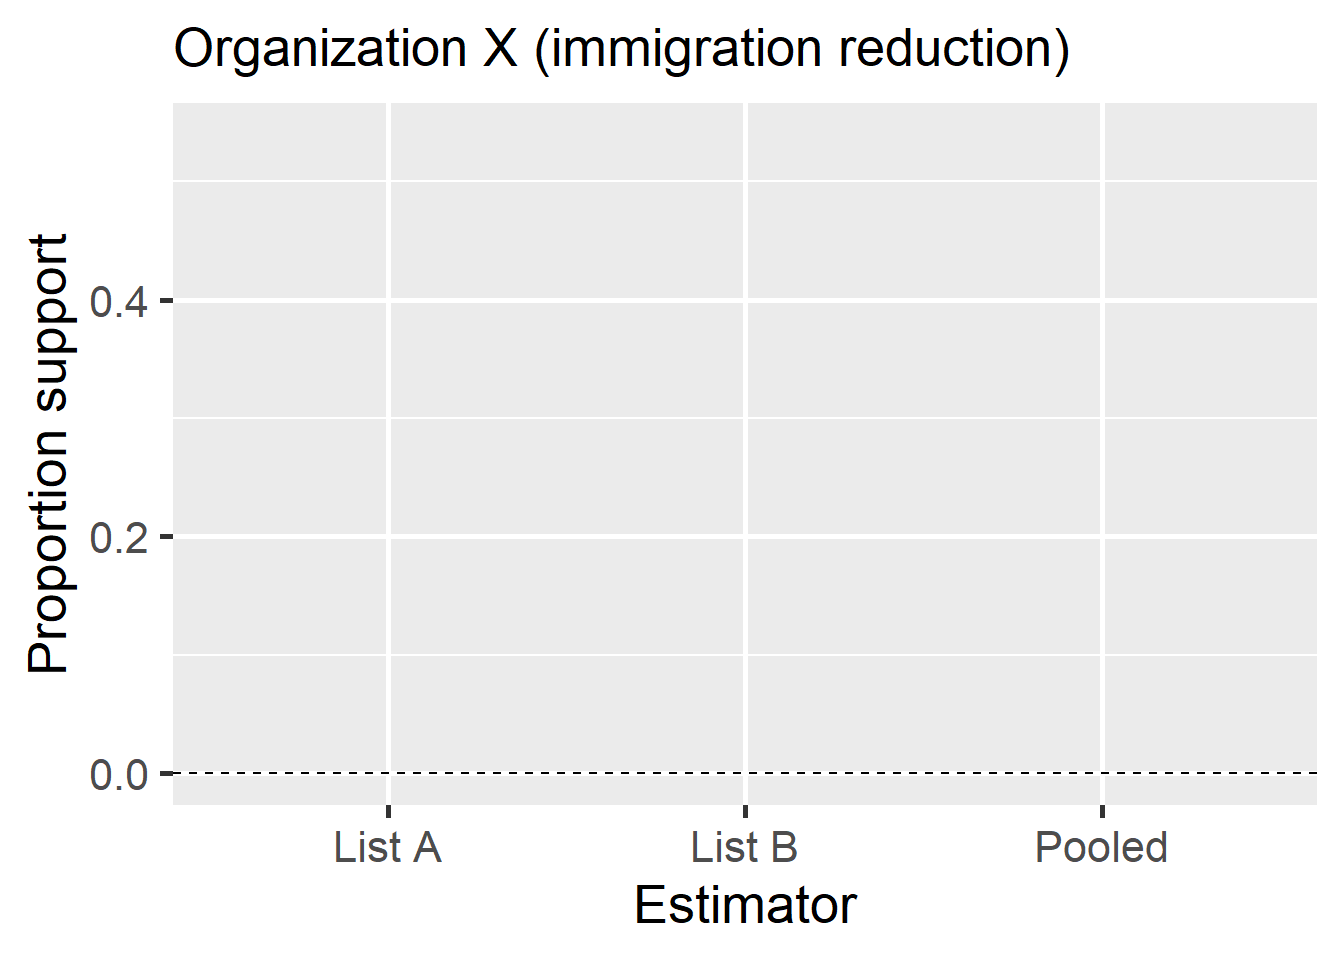 Organization X (immigration reduction)
Proportion support
0.4
0.2
0.0
List A
List B
Pooled
Estimator